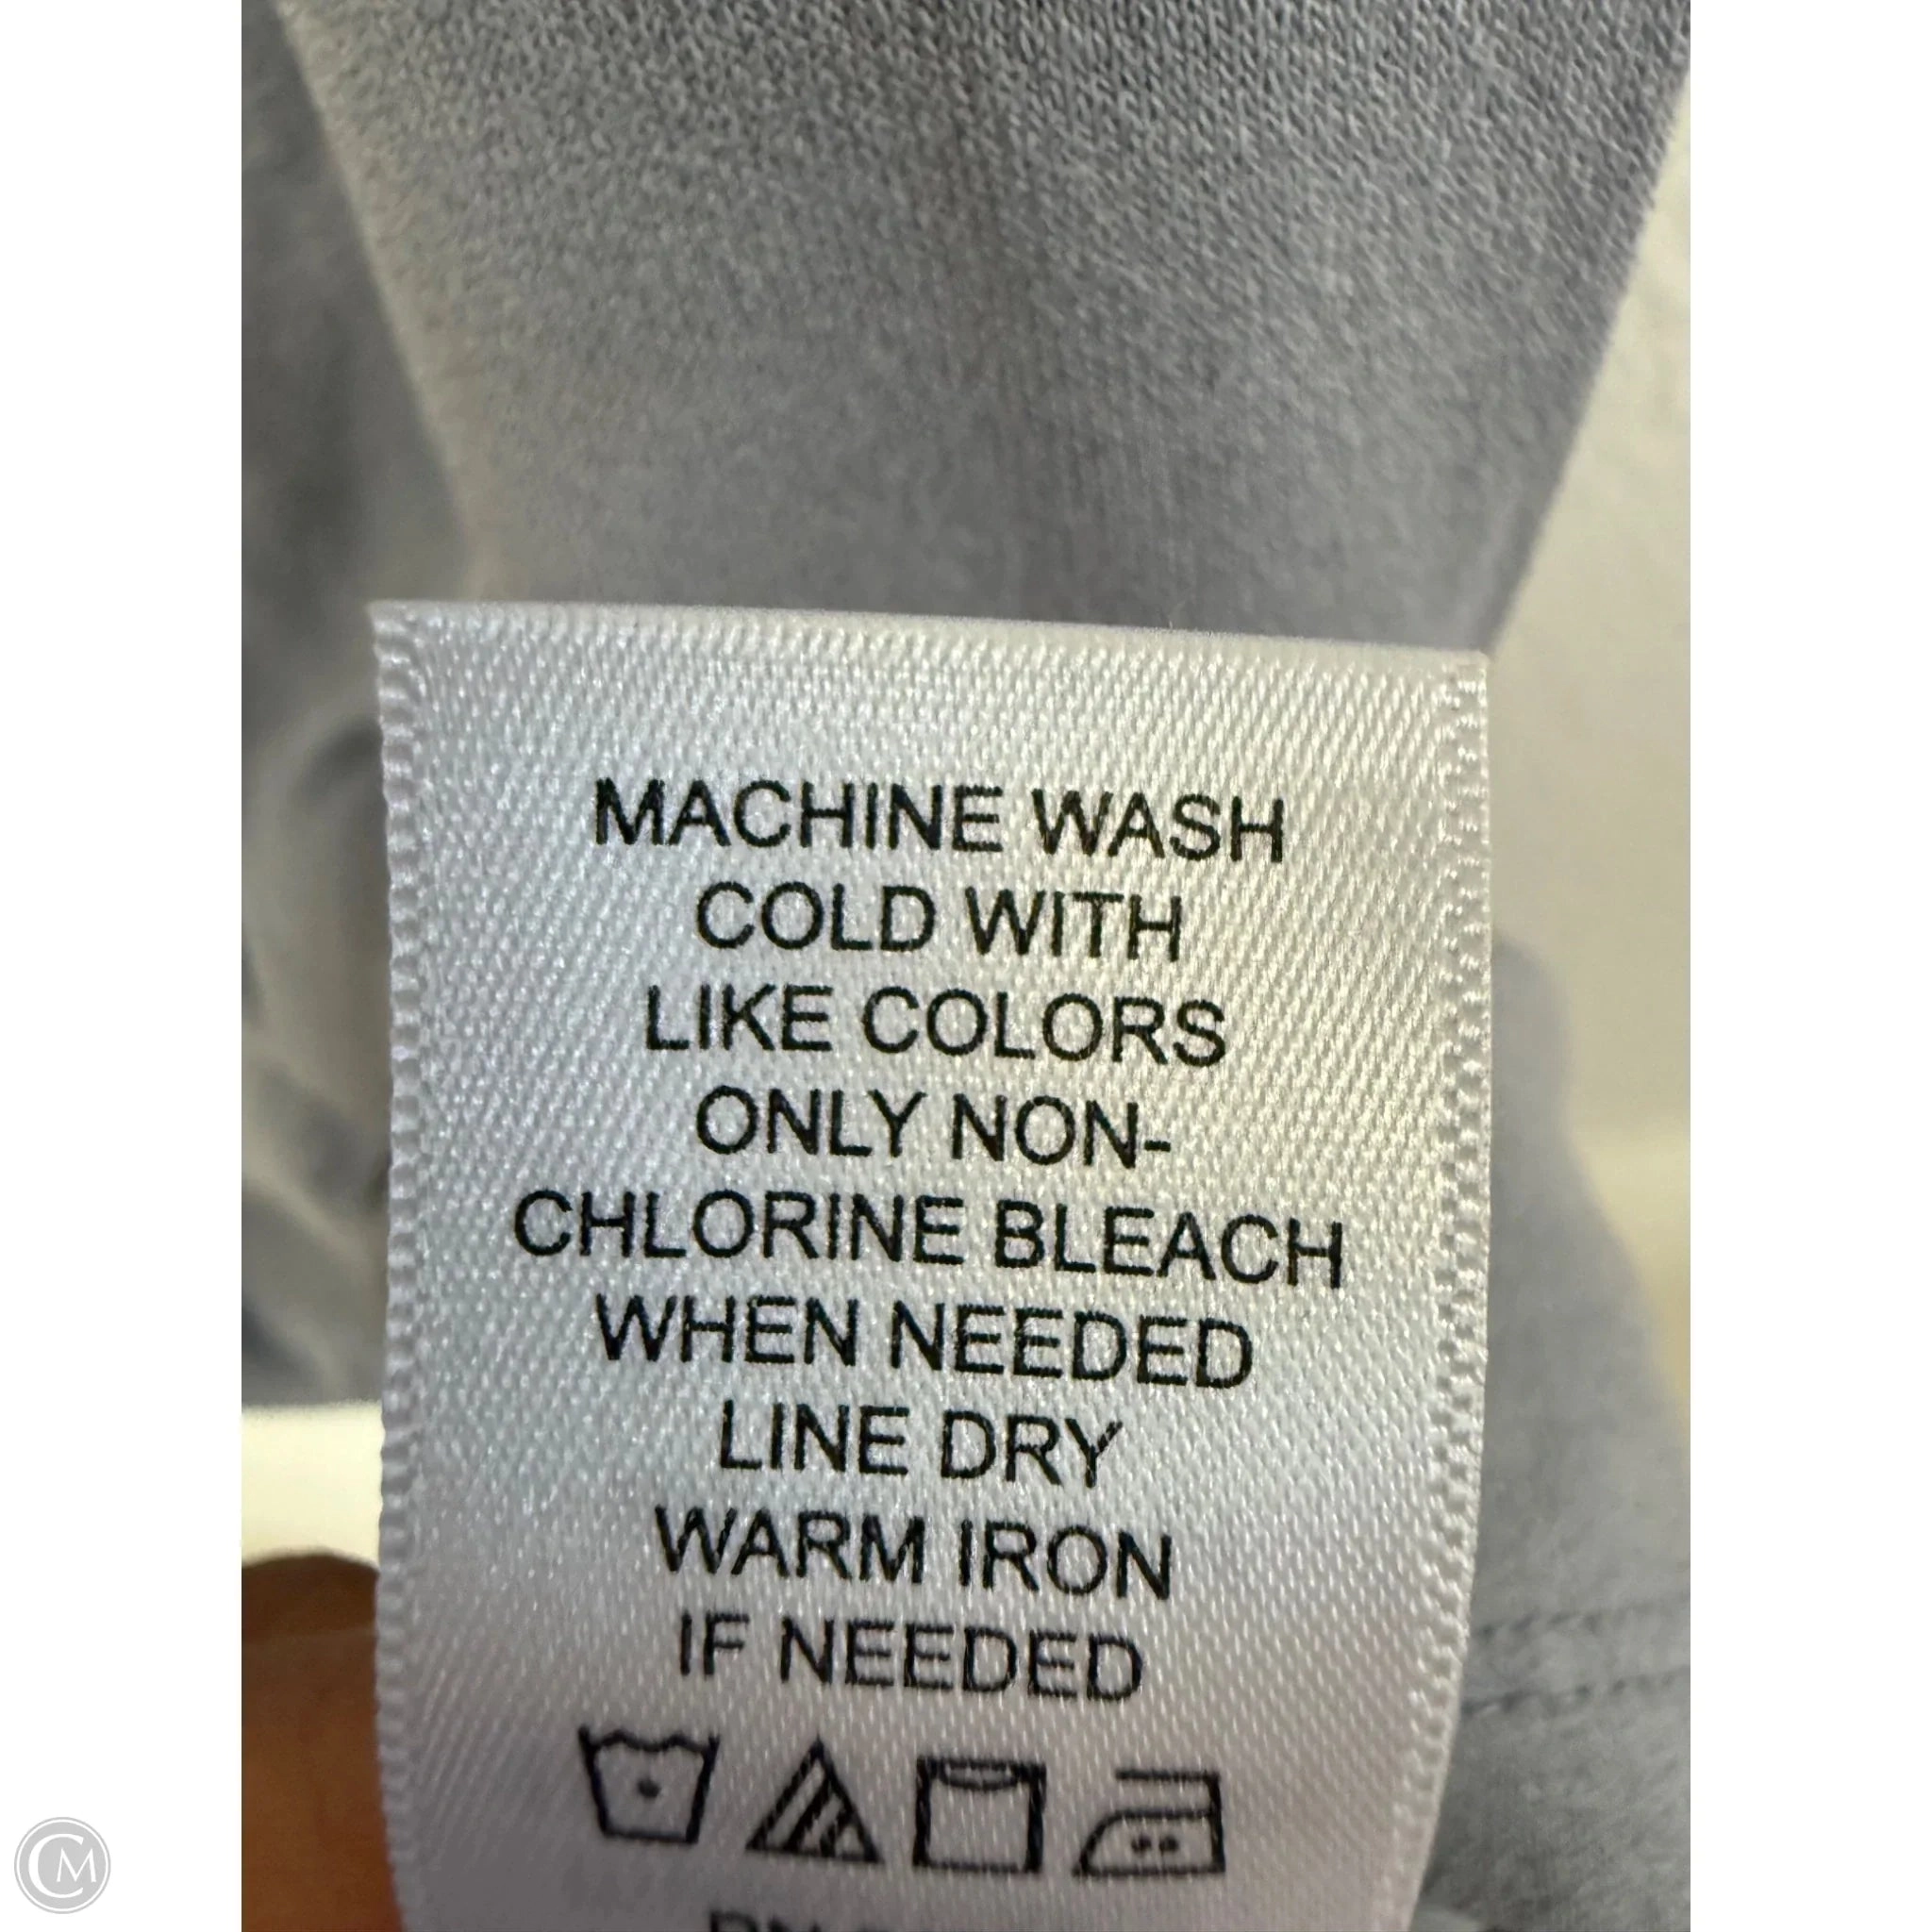 MACHINE WASH
COLD WITH
LIKE COLORS
ONLY NON-
CHLORINE BLEACH
WHEN NEEDED
LINE DRY
WARM IRON
IF NEEDED
CM